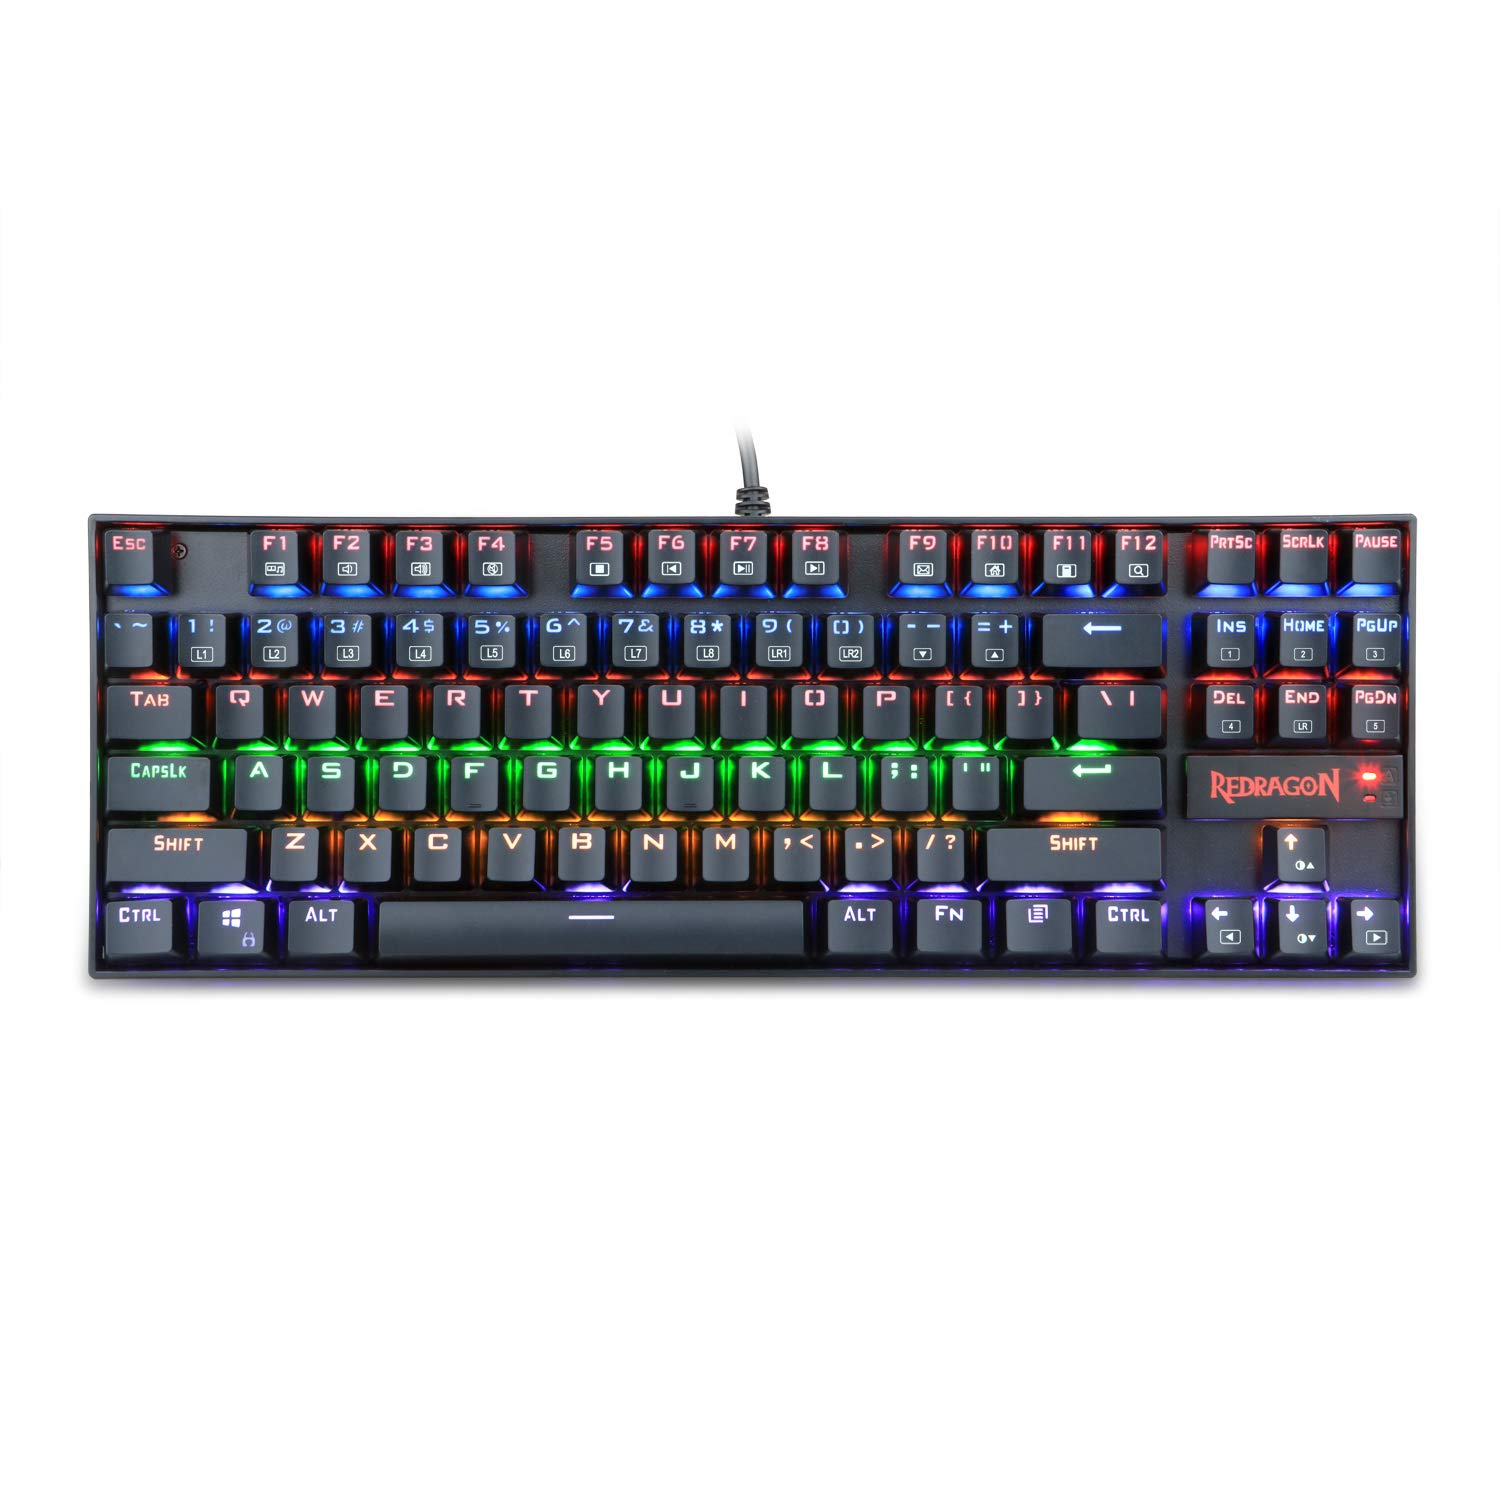 Esc F1 F2 F3 F4 F5 F6 F7 F8 F9 F10 F11 F12 PrtSc ScrLk Pause
` ~ 1 ! 2 @ 3 # 4 $ 5 % 6 ^ 7 & 8 * 9 ( 0 ) - - = + Ins Home PgUp
L1 L2 L3 L4 L5 L6 L7 L8 LR1 LR2 1 2 3
Tab Q W E R T Y U I O P [ { ] } \ | Del End PgDn
4 LR 5
CapsLk A S D F G H J K L ; : ' " REDRAGON A
Shift Z X C V B N M , < . > / ? Shift
Ctrl Alt Alt Fn Ctrl